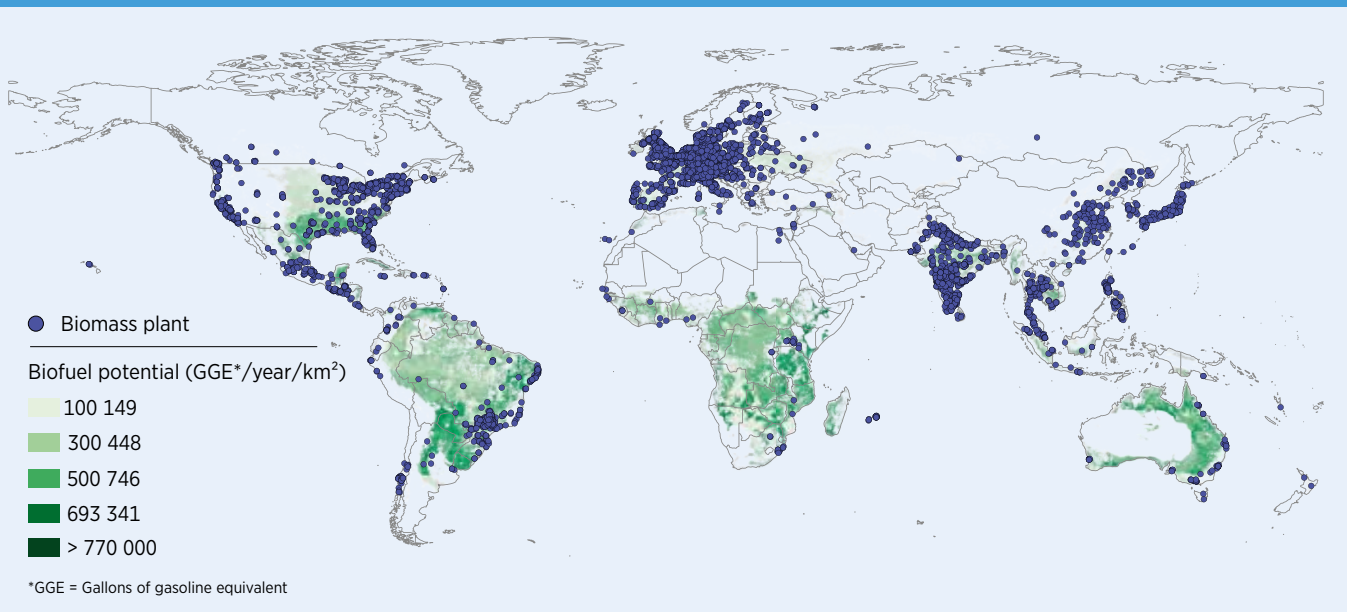 Biomass plant
Biofuel potential (GGE*/year/km²)
100 149
300 448
500 746
693 341
> 770 000
*GGE = Gallons of gasoline equivalent